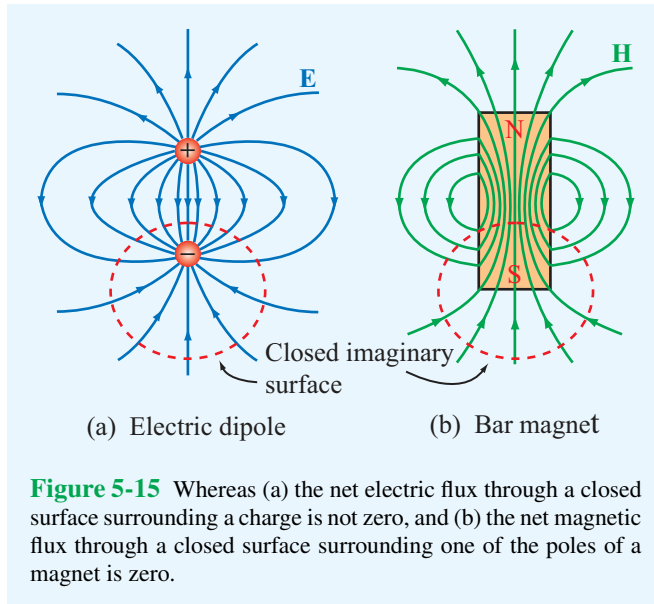 E
H
+
N
−
S
Closed imaginary
surface
(a) Electric dipole
(b) Bar magnet
Figure 5-15 Whereas (a) the net electric flux through a closed
surface surrounding a charge is not zero, and (b) the net magnetic
flux through a closed surface surrounding one of the poles of a
magnet is zero.